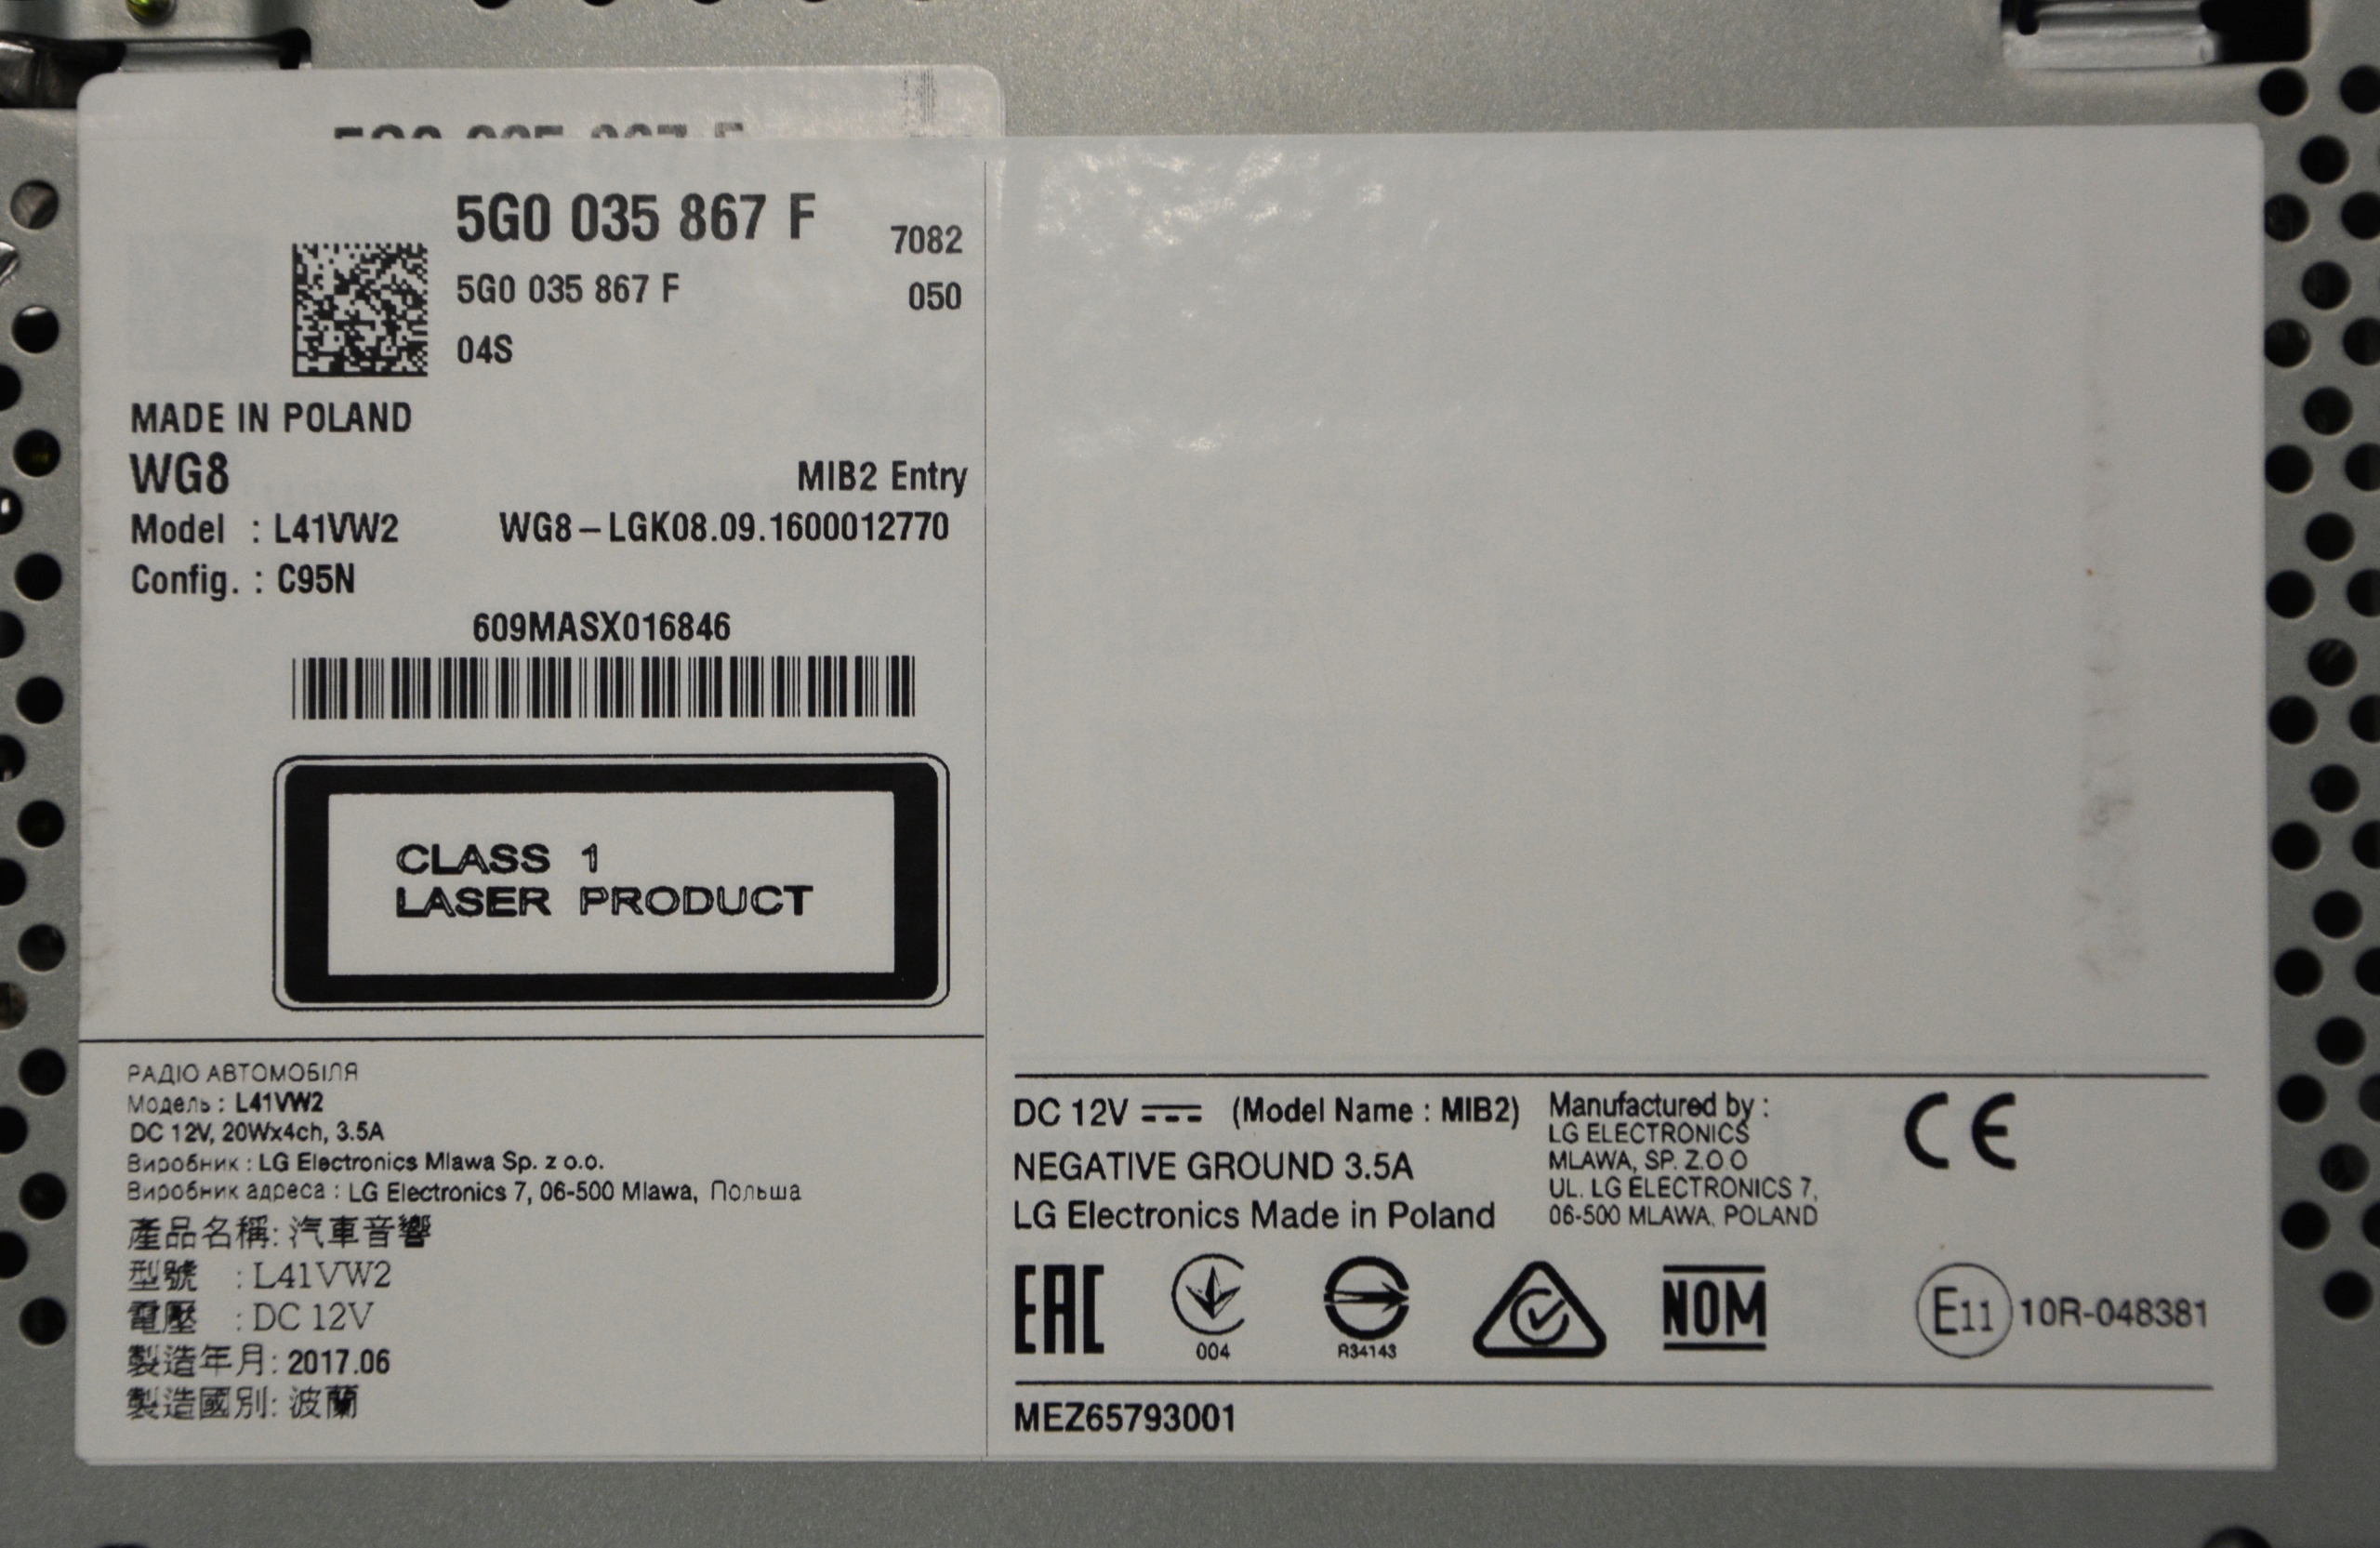 5G0 035 867 F
5G0 035 867 F
7082
5G0 035 867 F
050
04S
MADE IN POLAND
WG8
MIB2 Entry
Model : L41VW2 WG8-LGK08.09.1600012770
Config. : C95N
609MASX016846
CLASS 1
LASER PRODUCT
РАДІО АВТОМОБІЛЯ
Модель : L41VW2
DC 12V, 20Wx4ch, 3.5A
Виробник : LG Electronics Mlawa Sp. z o.o.
Виробник адреса : LG Electronics 7, 06-500 Mlawa, Польша
產品名稱: 汽車音響
型號 : L41VW2
電壓 : DC 12V
製造年月: 2017.06
製造國別: 波蘭
DC 12V (Model Name : MIB2)
NEGATIVE GROUND 3.5A
LG Electronics Made in Poland
Manufactured by :
LG ELECTRONICS
MLAWA, SP. Z.O O
UL. LG ELECTRONICS 7,
06-500 MLAWA, POLAND
CE
EAC
004
R34143
NOM
E11 10R-048381
MEZ65793001